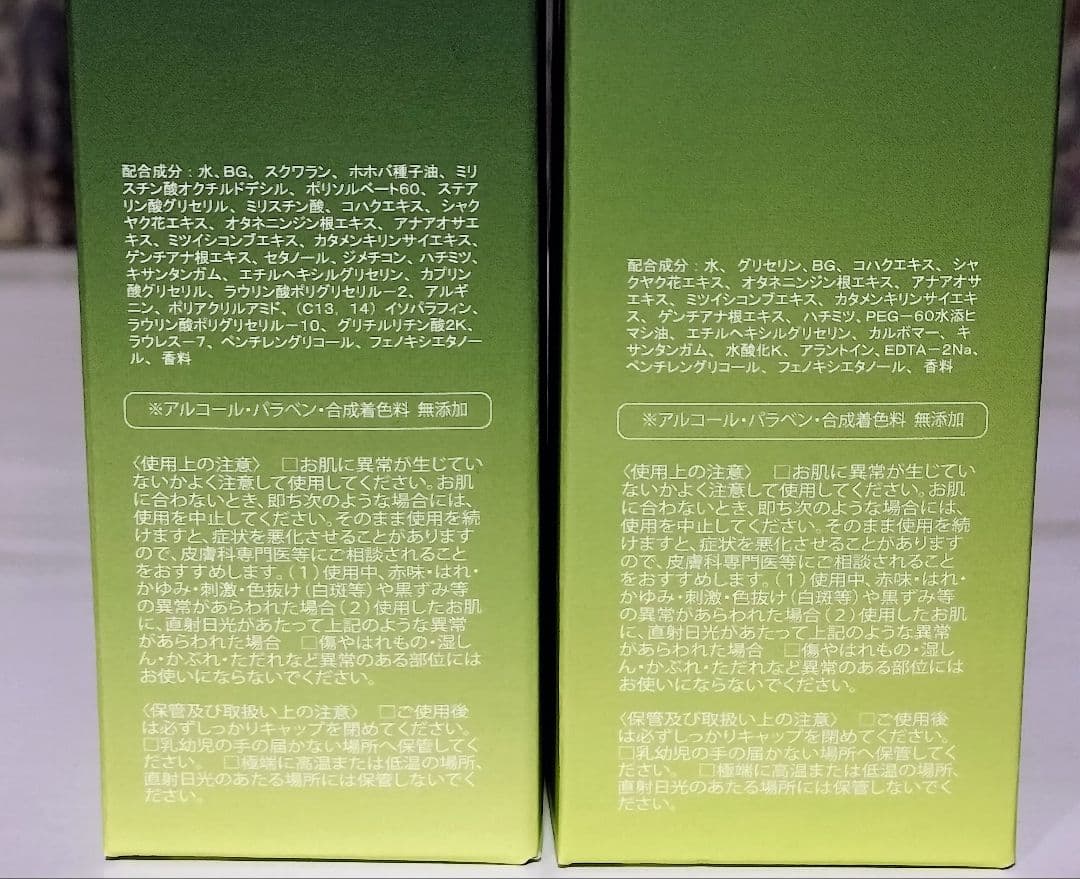 配合成分：水、BG、スクワラン、ホホバ種子油、ミリ
スチン酸オクチルドデシル、ポリソルベート60、ステア
リン酸グリセリル、ミリスチン酸、コハクエキス、シャク
ヤク花エキス、オタネニンジン根エキス、アナアオサエ
キス、ミツイシコンブエキス、カタメンキリンサイエキス、
ゲンチアナ根エキス、セタノール、ジメチコン、ハチミツ、
キサンタンガム、エチルヘキシルグリセリン、カプリン
酸グリセリル、ラウリン酸ポリグリセリル－2、アルギ
ニン、ポリアクリルアミド、（C13，14）イソパラフィン、
ラウリン酸ポリグリセリル－10、グリチルリチン酸2K、
ラウレス－7、ペンチレングリコール、フェノキシエタノー
ル、香料
※アルコール・パラベン・合成着色料 無添加
〈使用上の注意〉 □お肌に異常が生じてい
ないかよく注意して使用してください。お肌
に合わないとき、即ち次のような場合には、
使用を中止してください。そのまま使用を続
けますと、症状を悪化させることがあります
ので、皮膚科専門医等にご相談されること
をおすすめします。（1）使用中、赤味・はれ・
かゆみ・刺激・色抜け（白斑等）や黒ずみ等
の異常があらわれた場合（2）使用したお肌
に、直射日光があたって上記のような異常
があらわれた場合 □傷やはれもの・湿し
ん・かぶれ・ただれなど異常のある部位には
お使いにならないでください。
〈保管及び取扱い上の注意〉 □ご使用後
は必ずしっかりキャップを閉めてください。
□乳幼児の手の届かない場所へ保管してく
ださい。 □極端に高温または低温の場所、
直射日光のあたる場所には保管しないでく
ださい。
配合成分：水、グリセリン、BG、コハクエキス、シャ
クヤク花エキス、オタネニンジン根エキス、アナアオサ
エキス、ミツイシコンブエキス、カタメンキリンサイエキ
ス、ゲンチアナ根エキス、ハチミツ、PEG－60水添ヒ
マシ油、エチルヘキシルグリセリン、カルボマー、キ
サンタンガム、水酸化K、アラントイン、EDTA－2Na、
ペンチレングリコール、フェノキシエタノール、香料
※アルコール・パラベン・合成着色料 無添加
〈使用上の注意〉 □お肌に異常が生じてい
ないかよく注意して使用してください。お肌
に合わないとき、即ち次のような場合には、
使用を中止してください。そのまま使用を続
けますと、症状を悪化させることがあります
ので、皮膚科専門医等にご相談されること
をおすすめします。（1）使用中、赤味・はれ・
かゆみ・刺激・色抜け（白斑等）や黒ずみ等
の異常があらわれた場合（2）使用したお肌
に、直射日光があたって上記のような異常
があらわれた場合 □傷やはれもの・湿し
ん・かぶれ・ただれなど異常のある部位には
お使いにならないでください。
〈保管及び取扱い上の注意〉 □ご使用後
は必ずしっかりキャップを閉めてください。
□乳幼児の手の届かない場所へ保管してく
ださい。 □極端に高温または低温の場所、
直射日光のあたる場所には保管しないでく
ださい。